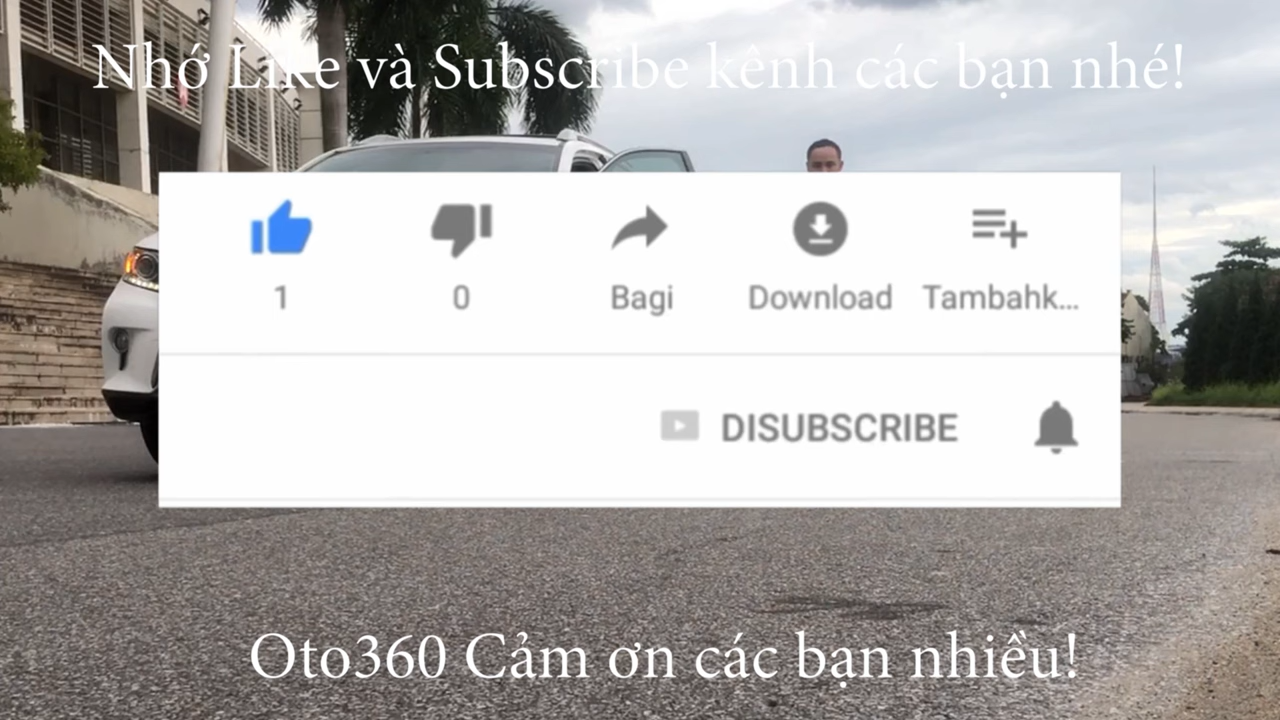 Nhớ Like và Subscribe kênh các bạn nhé!
1
0
Bagi
Download
Tambahk...
DISUBSCRIBE
Oto360 Cảm ơn các bạn nhiều!